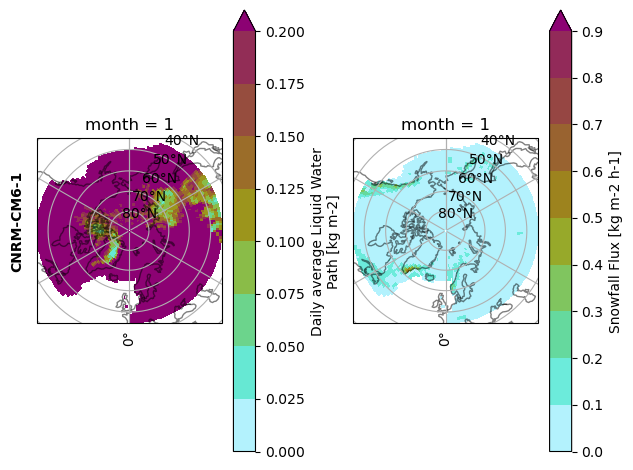 CNRM-CM6-1
month = 1
40°N
50°N
60°N
70°N
80°N
0°
0.200
0.175
0.150
0.125
0.100
0.075
0.050
0.025
0.000
Daily average Liquid Water
Path [kg m-2]
month = 1
40°N
50°N
60°N
70°N
80°N
0°
0.9
0.8
0.7
0.6
0.5
0.4
0.3
0.2
0.1
0.0
Snowfall Flux [kg m-2 h-1]